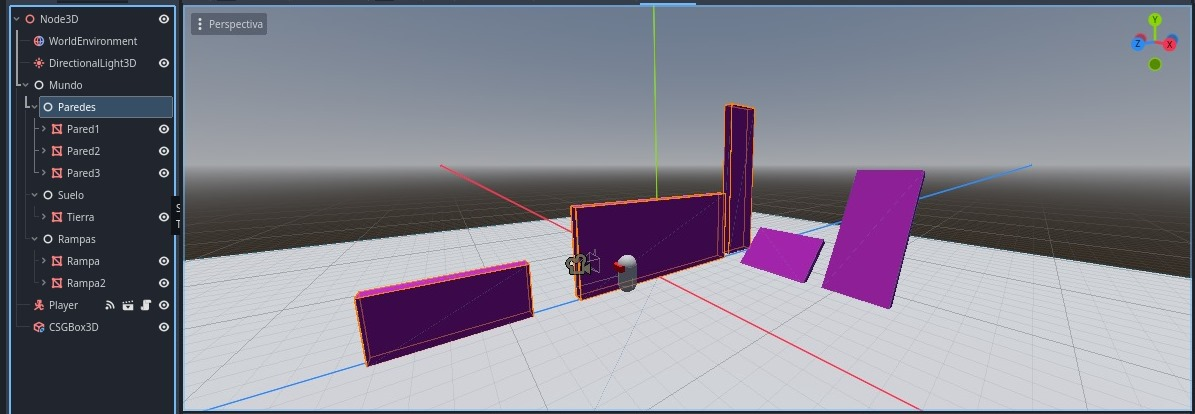 Node3D
WorldEnvironment
DirectionalLight3D
Mundo
Paredes
Pared1
Pared2
Pared3
Suelo
Tierra
Rampas
Rampa
Rampa2
Player
CSGBox3D
Perspectiva
Y
Z
X
S
T